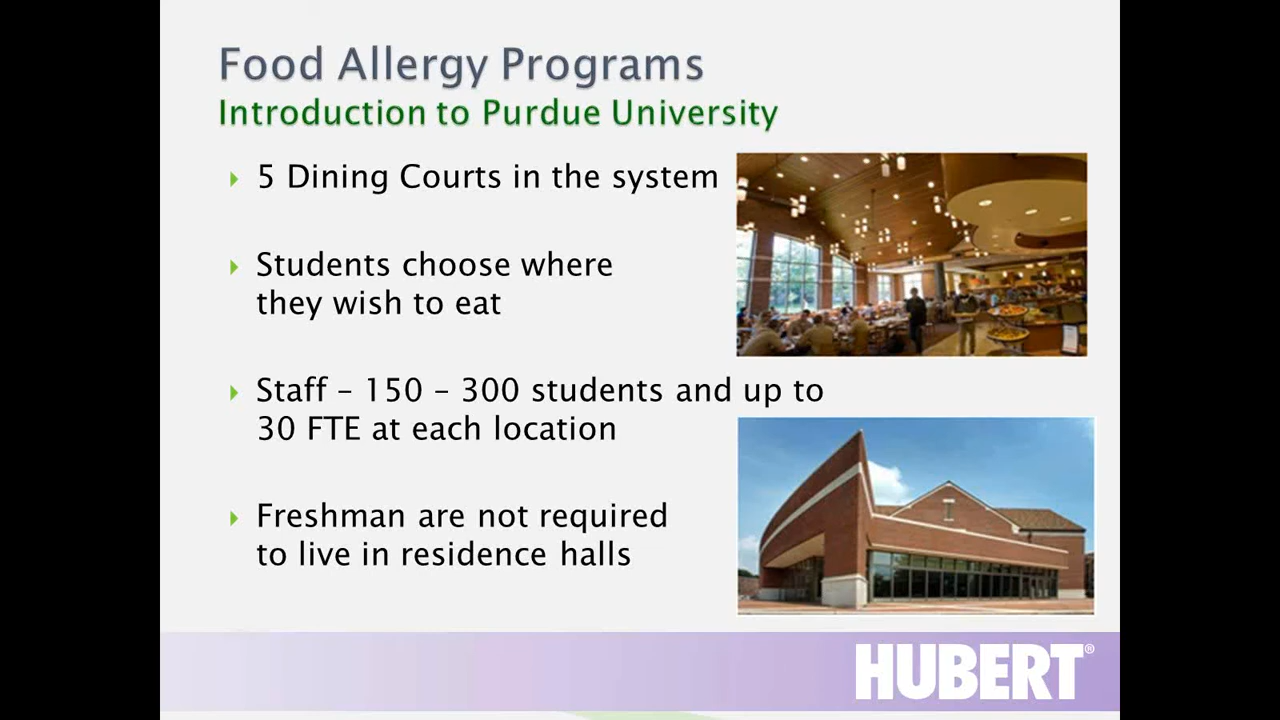 Food Allergy Programs
Introduction to Purdue University
5 Dining Courts in the system
Students choose where
they wish to eat
Staff – 150 – 300 students and up to
30 FTE at each location
Freshman are not required
to live in residence halls
HUBERT®